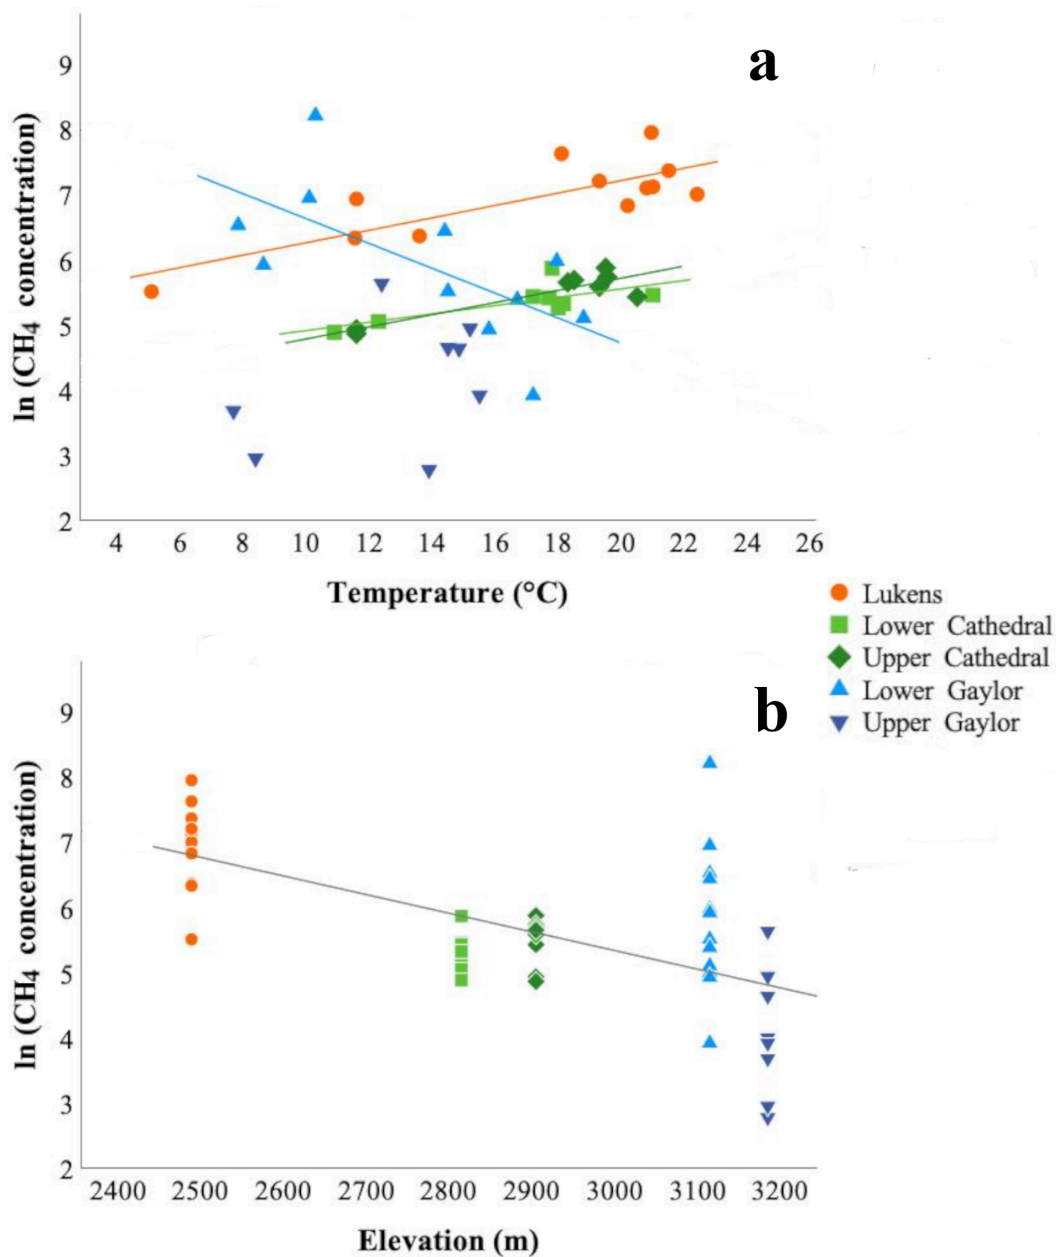 a
9
8
7
6
5
4
3
2
ln (CH4 concentration)
4 6 8 10 12 14 16 18 20 22 24 26
Temperature (°C)
Lukens
Lower Cathedral
Upper Cathedral
Lower Gaylor
Upper Gaylor
b
9
8
7
6
5
4
3
2
ln (CH4 concentration)
2400 2500 2600 2700 2800 2900 3000 3100 3200
Elevation (m)